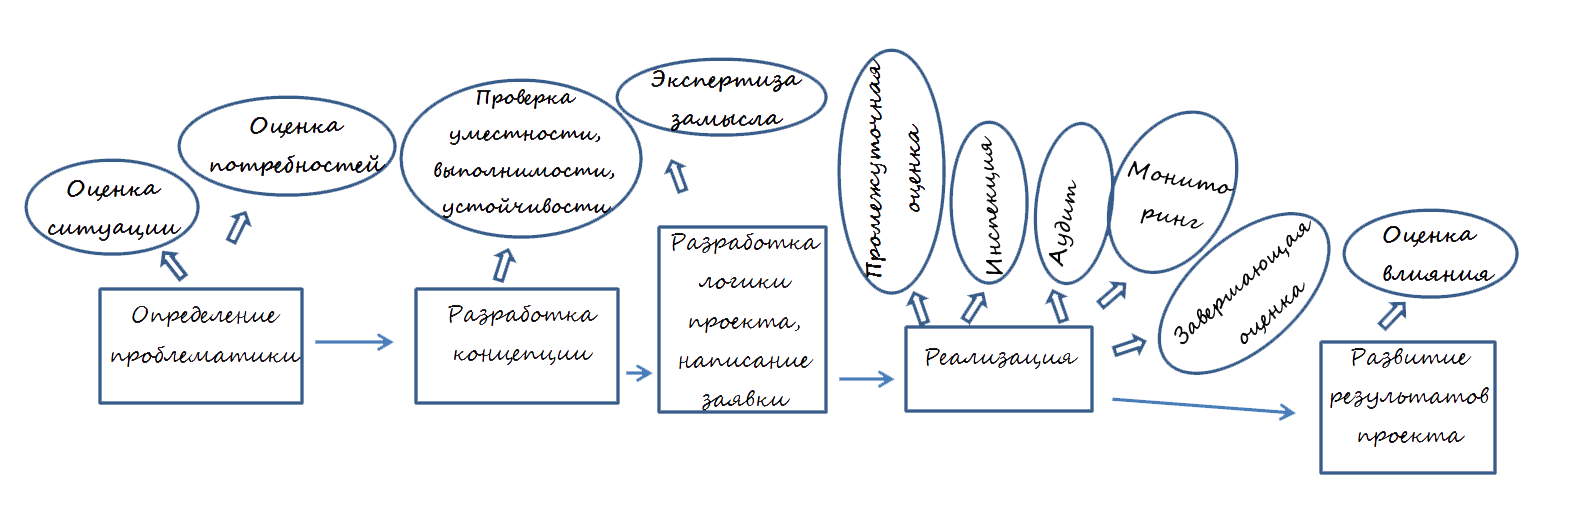 Оценка
ситуации
Оценка
потребностей
Проверка
уместности,
выполнимости,
устойчивости
Экспертиза
замысла
Промежуточная
оценка
Инспекция
Аудит
Монито
ринг
Завершающая
оценка
Оценка
влияния
Определение
проблематики
Разработка
концепции
Разработка
логики
проекта,
написание
заявки
Реализация
Развитие
результатов
проекта